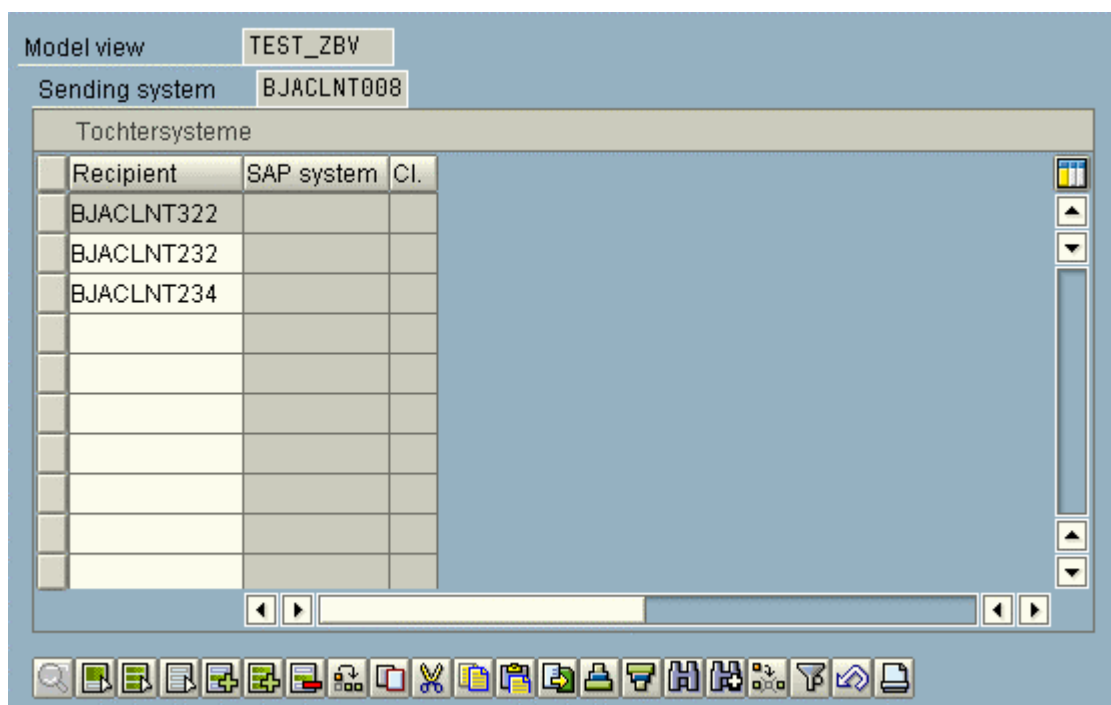 Model view TEST_ZBV
Sending system BJACLNT008
Tochtersysteme
Recipient SAP system Cl.
BJACLNT322
BJACLNT232
BJACLNT234